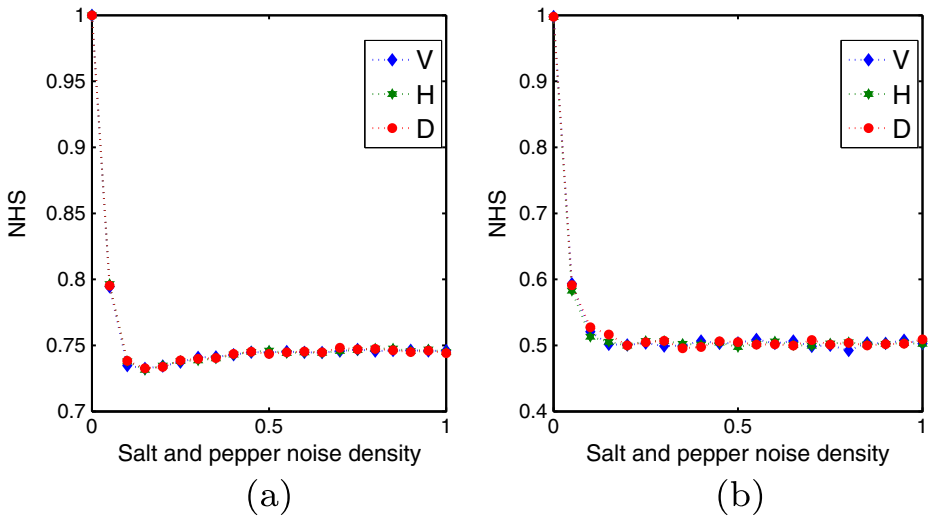 1
0.95
0.9
0.85
0.8
0.75
0.7
NHS
0
0.5
1
Salt and pepper noise density
V
H
D
(a)
1
0.9
0.8
0.7
0.6
0.5
0.4
NHS
0
0.5
1
Salt and pepper noise density
V
H
D
(b)